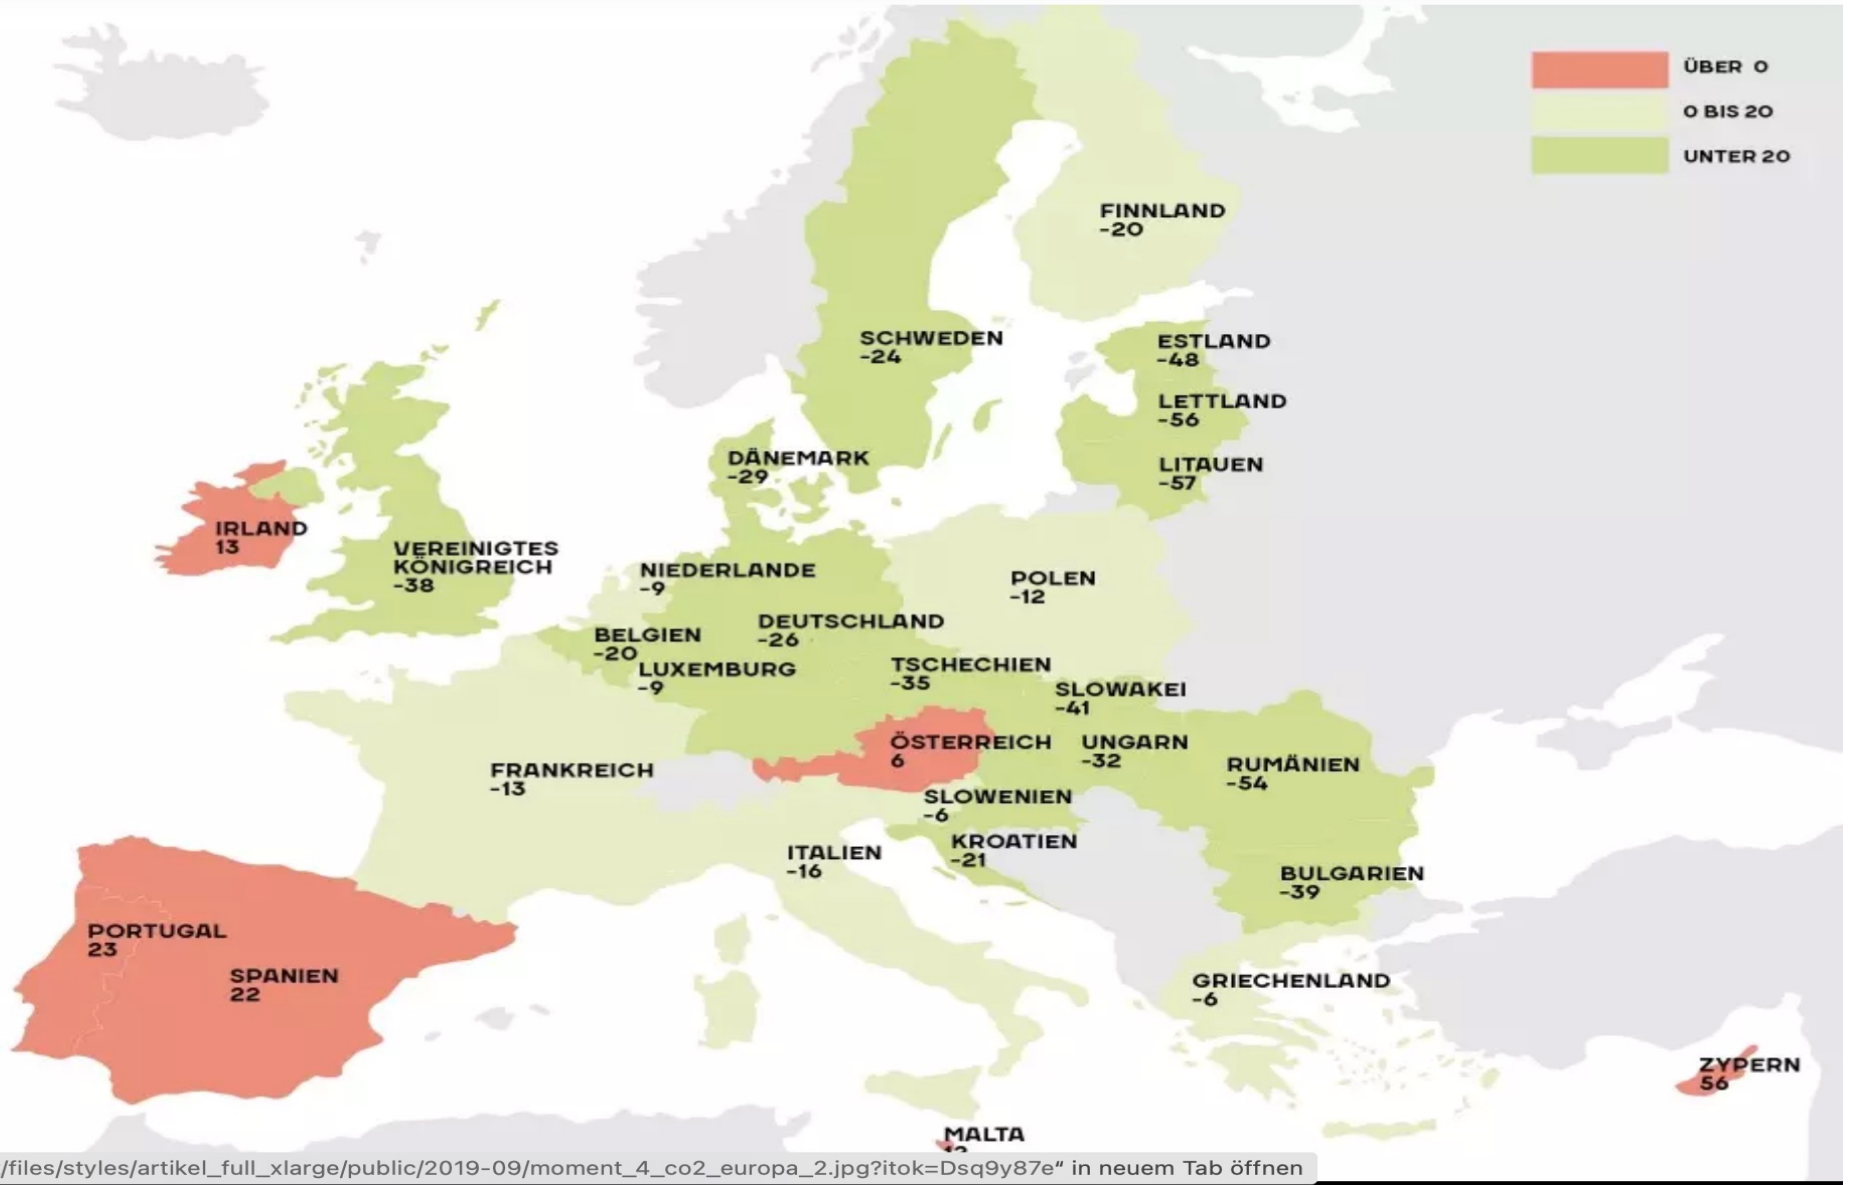 ÜBER 0
0 BIS 20
UNTER 20
FINNLAND
-20
SCHWEDEN
-24
ESTLAND
-48
LETTLAND
-56
LITAUEN
-57
DÄNEMARK
-29
IRLAND
13
VEREINIGTES
KÖNIGREICH
-38
NIEDERLANDE
-9
POLEN
-12
DEUTSCHLAND
-26
BELGIEN
-20
LUXEMBURG
-9
TSCHECHIEN
-35
SLOWAKEI
-41
ÖSTERREICH
6
UNGARN
-32
RUMÄNIEN
-54
FRANKREICH
-13
SLOWENIEN
-6
KROATIEN
-21
ITALIEN
-16
BULGARIEN
-39
PORTUGAL
23
SPANIEN
22
GRIECHENLAND
-6
ZYPERN
56
MALTA
/files/styles/artikel_full_xlarge/public/2019-09/moment_4_co2_europa_2.jpg?itok=Dsq9y87e“ in neuem Tab öffnen